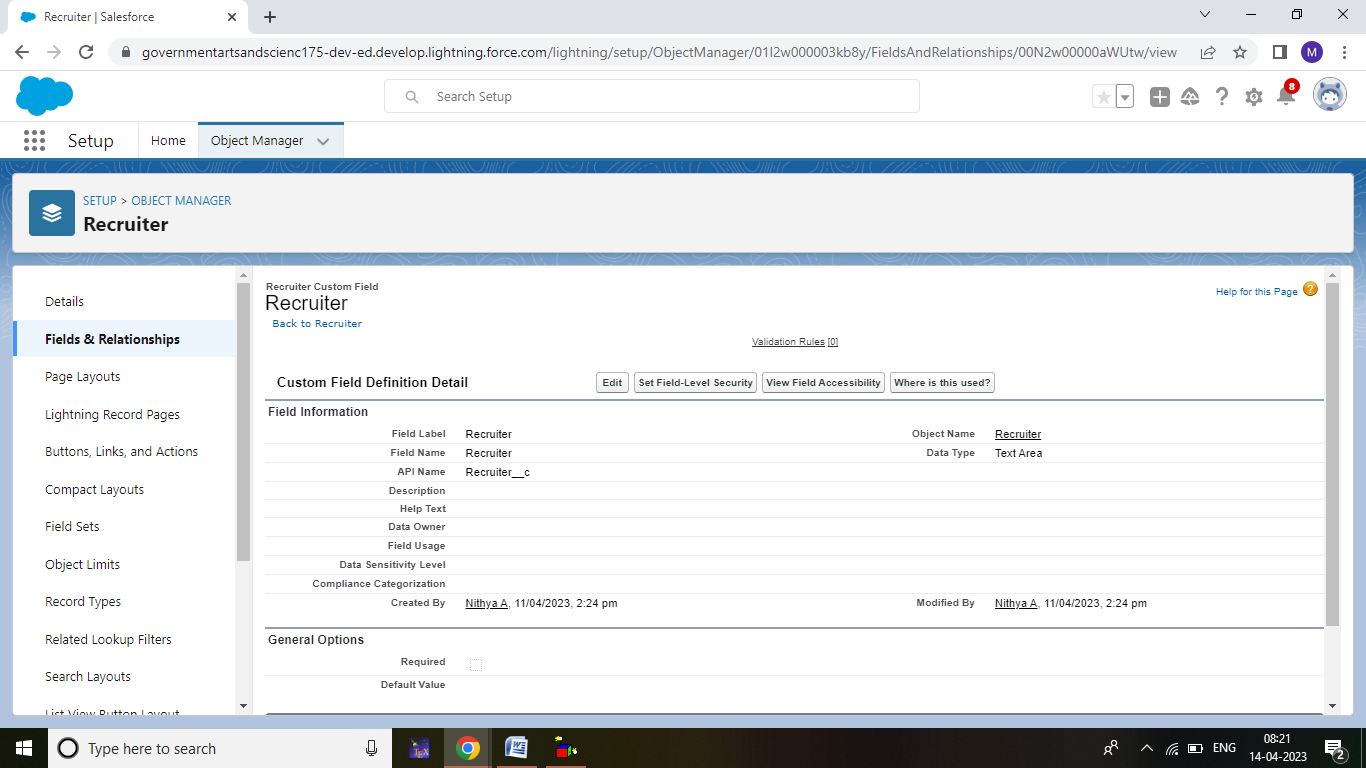 Recruiter | Salesforce
governmentartsandscienc175-dev-ed.develop.lightning.force.com/lightning/setup/ObjectManager/01I2w000003kb8y/FieldsAndRelationships/00N2w00000aWUtw/view
M
Search Setup
8
Setup
Home
Object Manager
SETUP > OBJECT MANAGER
Recruiter
Details
Fields & Relationships
Page Layouts
Lightning Record Pages
Buttons, Links, and Actions
Compact Layouts
Field Sets
Object Limits
Record Types
Related Lookup Filters
Search Layouts
List View Button Layout
Recruiter Custom Field
Recruiter
Back to Recruiter
Help for this Page ?
Validation Rules [0]
Custom Field Definition Detail
Edit
Set Field-Level Security
View Field Accessibility
Where is this used?
Field Information
Field Label Recruiter Object Name Recruiter
Field Name Recruiter Data Type Text Area
API Name Recruiter__c
Description
Help Text
Data Owner
Field Usage
Data Sensitivity Level
Compliance Categorization
Created By Nithya A, 11/04/2023, 2:24 pm Modified By Nithya A, 11/04/2023, 2:24 pm
General Options
Required
Default Value
Type here to search
ENG
08:21
14-04-2023
2